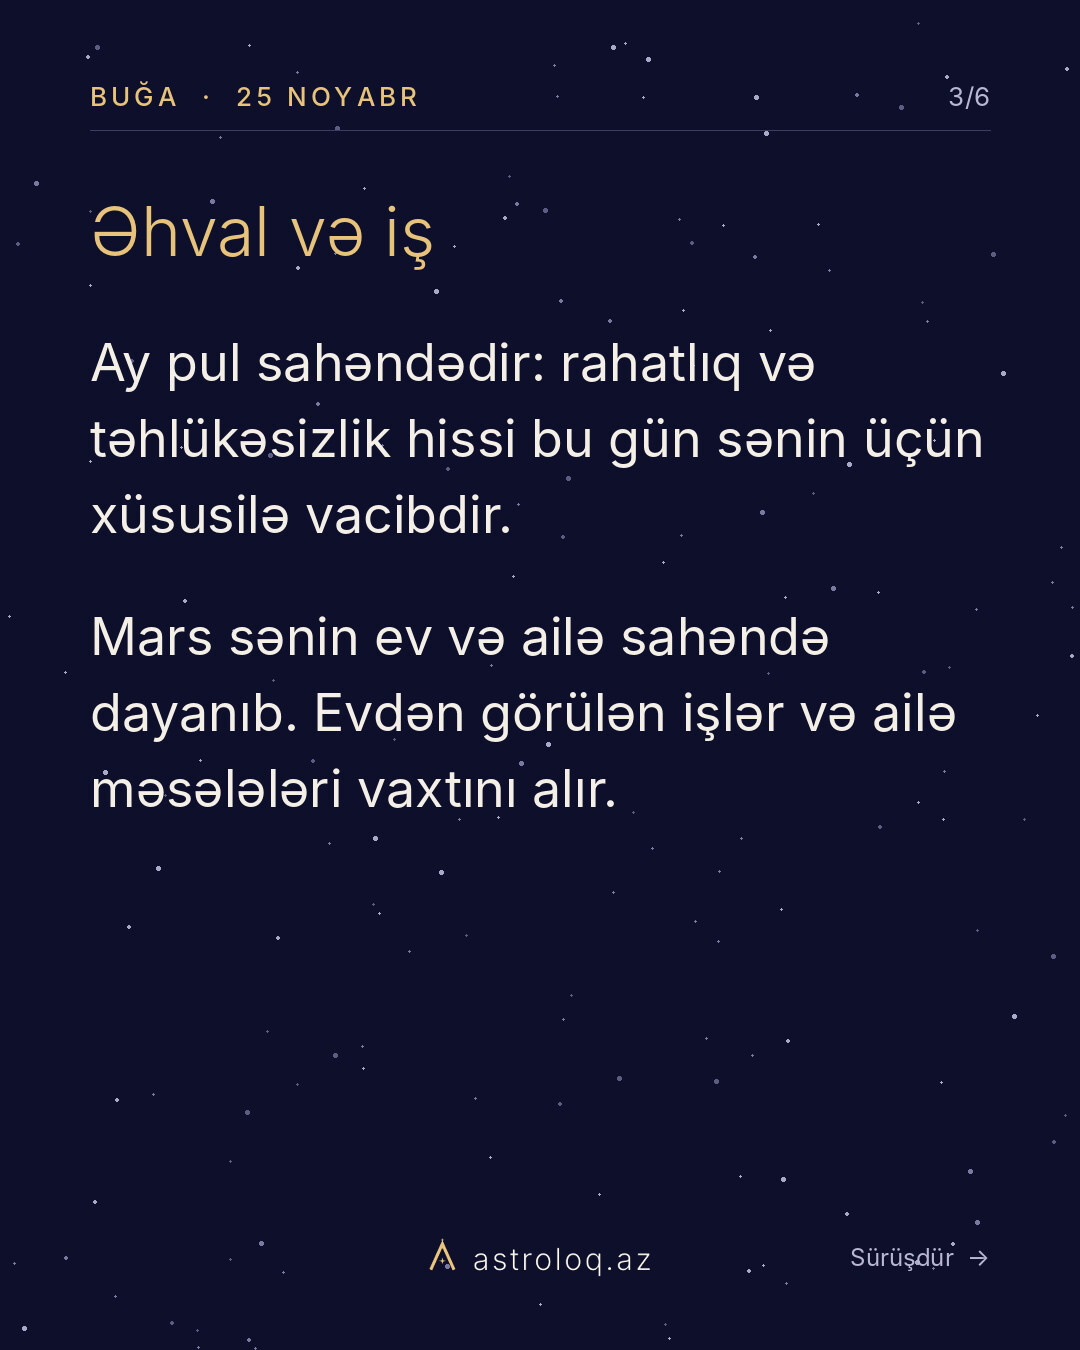 BUĞA · 25 NOYABR
3/6
Əhval və iş
Ay pul sahəndədir: rahatlıq və
təhlükəsizlik hissi bu gün sənin üçün
xüsusilə vacibdir.
Mars sənin ev və ailə sahəndə
dayanıb. Evdən görülən işlər və ailə
məsələləri vaxtını alır.
astroloq.az
Sürüşdür →